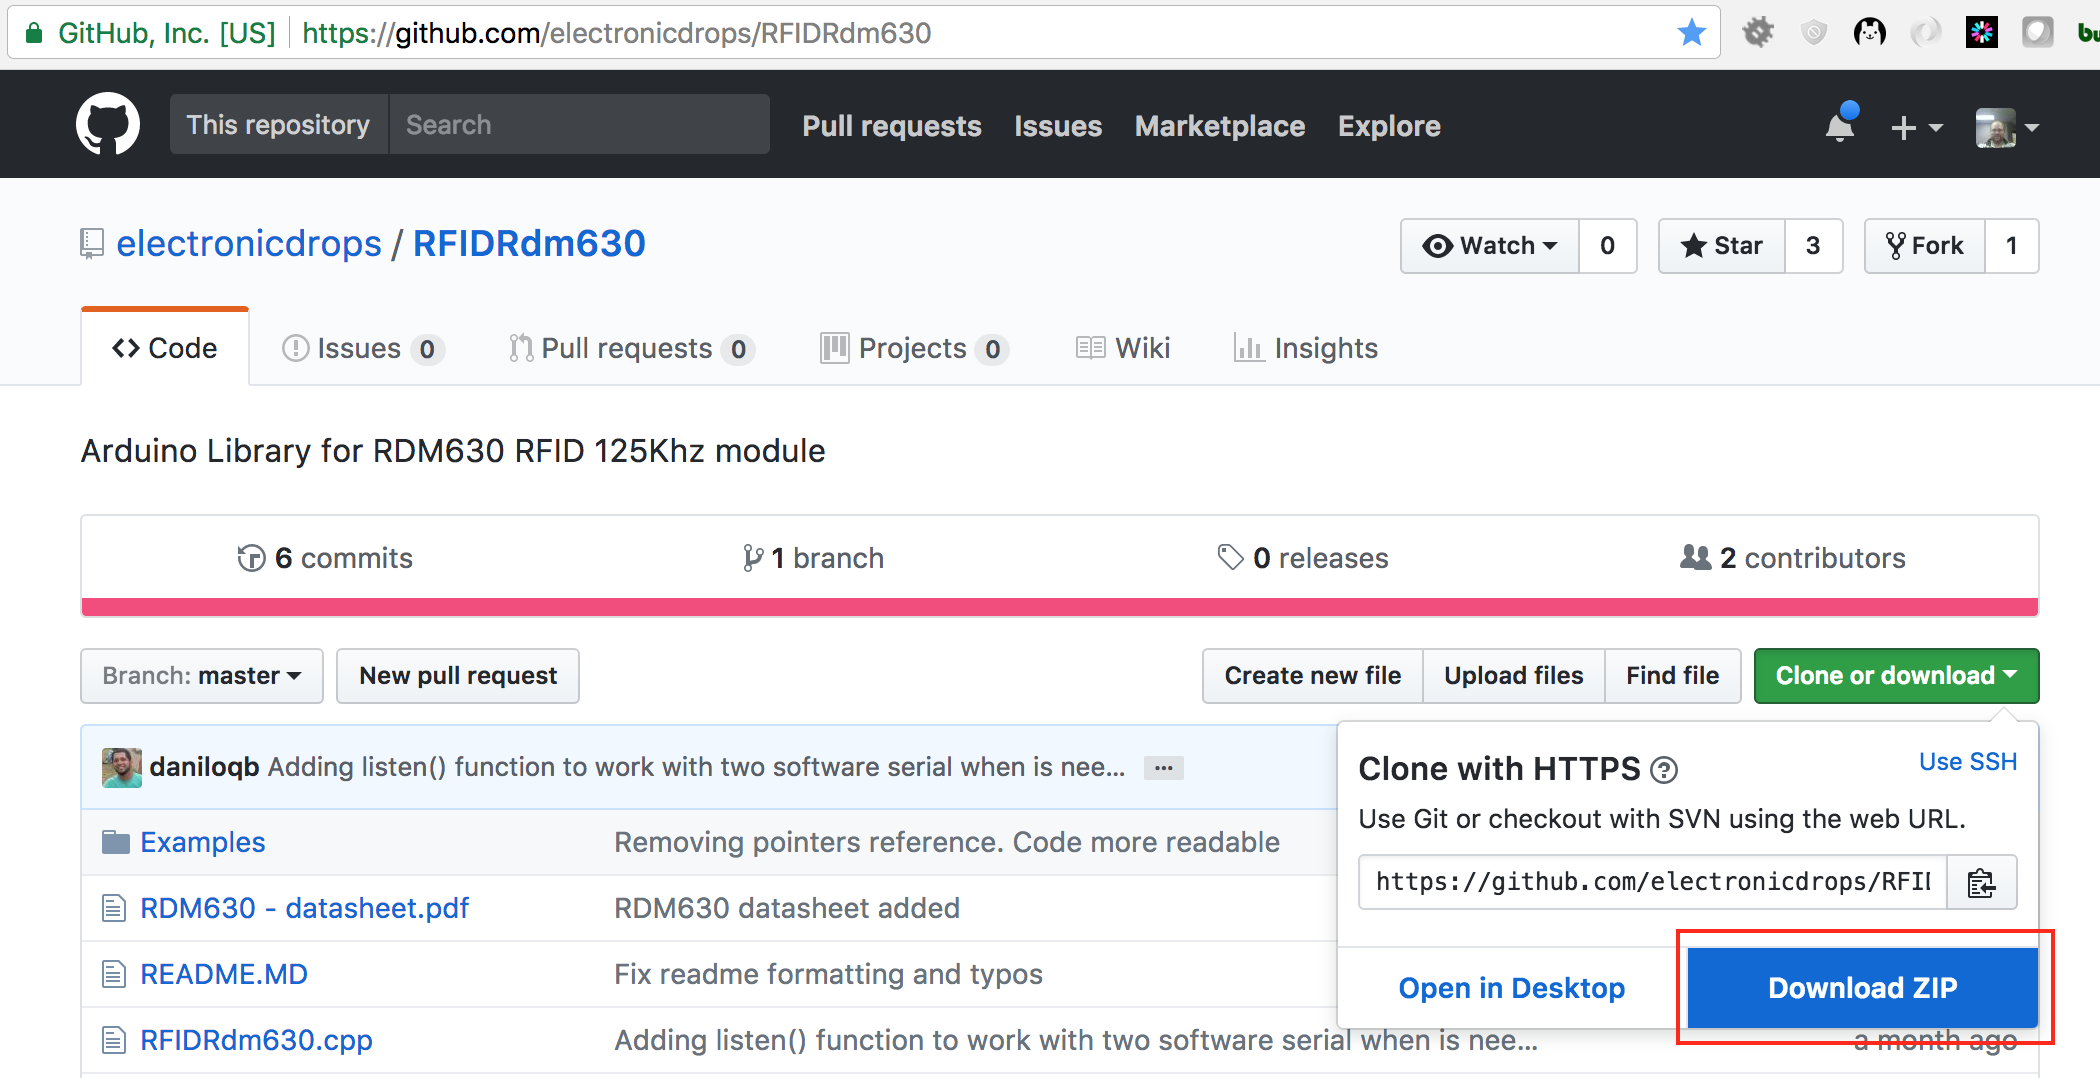 GitHub, Inc. [US] https://github.com/electronicdrops/RFIDRdm630
This repository Search Pull requests Issues Marketplace Explore
electronicdrops / RFIDRdm630 Watch 0 Star 3 Fork 1
Code Issues 0 Pull requests 0 Projects 0 Wiki Insights
Arduino Library for RDM630 RFID 125Khz module
6 commits 1 branch 0 releases 2 contributors
Branch: master New pull request Create new file Upload files Find file Clone or download
daniloqb Adding listen() function to work with two software serial when is nee... ...
Clone with HTTPS ? Use SSH
Use Git or checkout with SVN using the web URL.
https://github.com/electronicdrops/RFI
Open in Desktop Download ZIP
Examples Removing pointers reference. Code more readable
RDM630 - datasheet.pdf RDM630 datasheet added
README.MD Fix readme formatting and typos
RFIDRdm630.cpp Adding listen() function to work with two software serial when is nee... a month ago